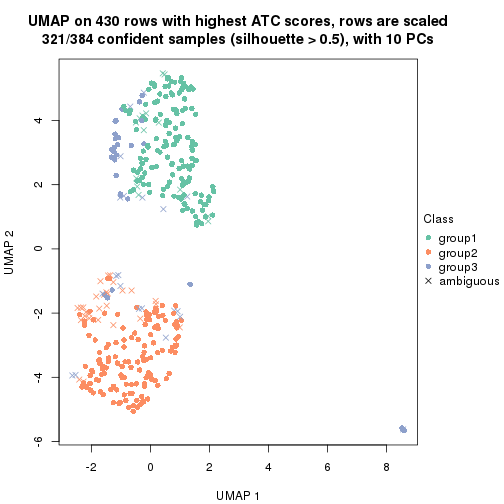 UMAP on 430 rows with highest ATC scores, rows are scaled
321/384 confident samples (silhouette > 0.5), with 10 PCs
UMAP 2
4
2
0
-2
-4
-6
-2
0
2
4
6
8
UMAP 1
Class
group1
group2
group3
ambiguous